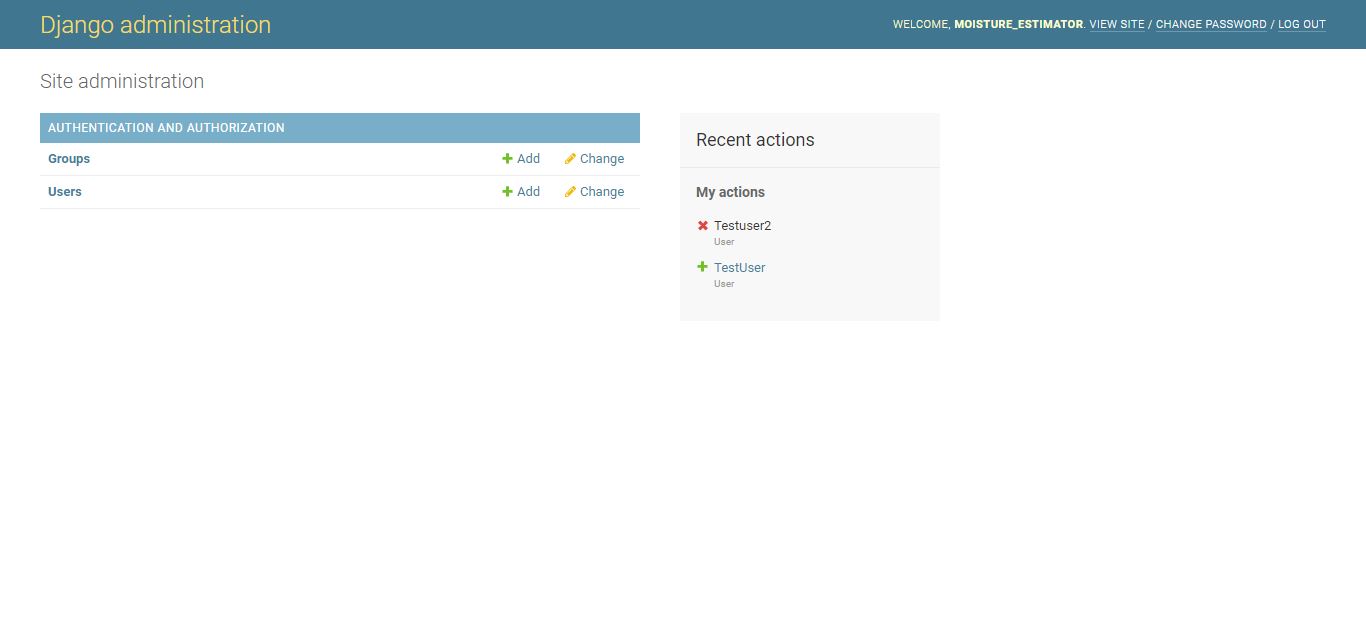 Django administration
WELCOME, MOISTURE_ESTIMATOR. VIEW SITE / CHANGE PASSWORD / LOG OUT
Site administration
AUTHENTICATION AND AUTHORIZATION
Groups Add Change
Users Add Change
Recent actions
My actions
Testuser2
User
TestUser
User